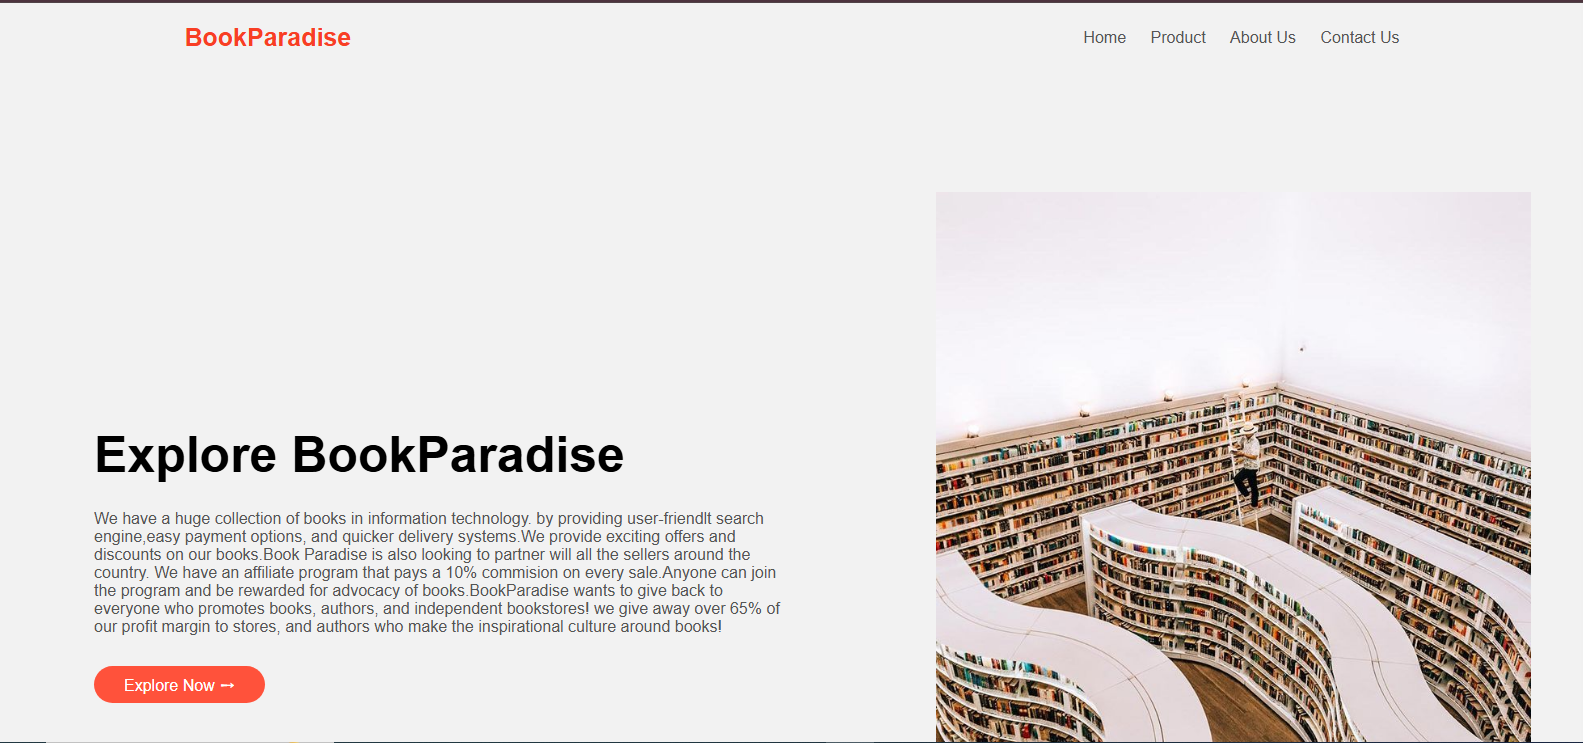 BookParadise
Home Product About Us Contact Us
Explore BookParadise
We have a huge collection of books in information technology. by providing user-friendlt search
engine,easy payment options, and quicker delivery systems.We provide exciting offers and
discounts on our books.Book Paradise is also looking to partner will all the sellers around the
country. We have an affiliate program that pays a 10% commision on every sale.Anyone can join
the program and be rewarded for advocacy of books.BookParadise wants to give back to
everyone who promotes books, authors, and independent bookstores! we give away over 65% of
our profit margin to stores, and authors who make the inspirational culture around books!
Explore Now ➙